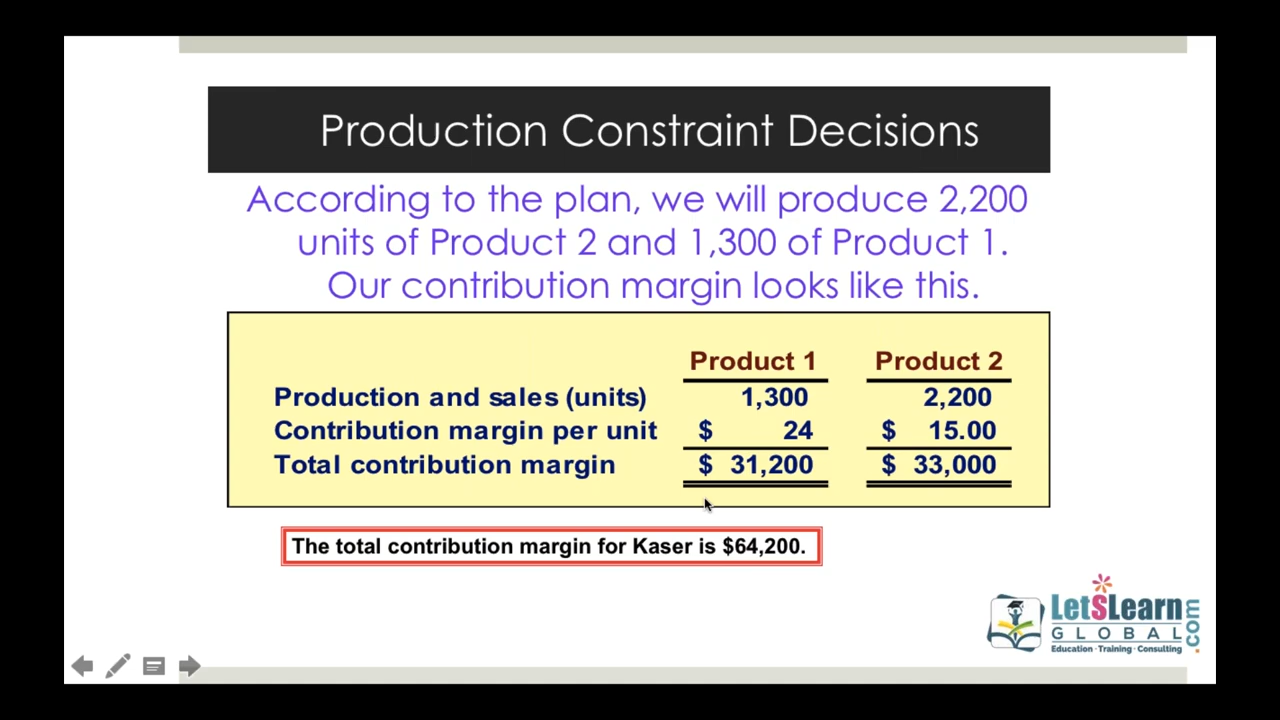 Production Constraint Decisions
According to the plan, we will produce 2,200
units of Product 2 and 1,300 of Product 1.
Our contribution margin looks like this.
Product 1 Product 2
Production and sales (units) 1,300 2,200
Contribution margin per unit $ 24 $ 15.00
Total contribution margin $ 31,200 $ 33,000
The total contribution margin for Kaser is $64,200.
LetSLearn
GLOBAL
.com
Education · Training · Consulting